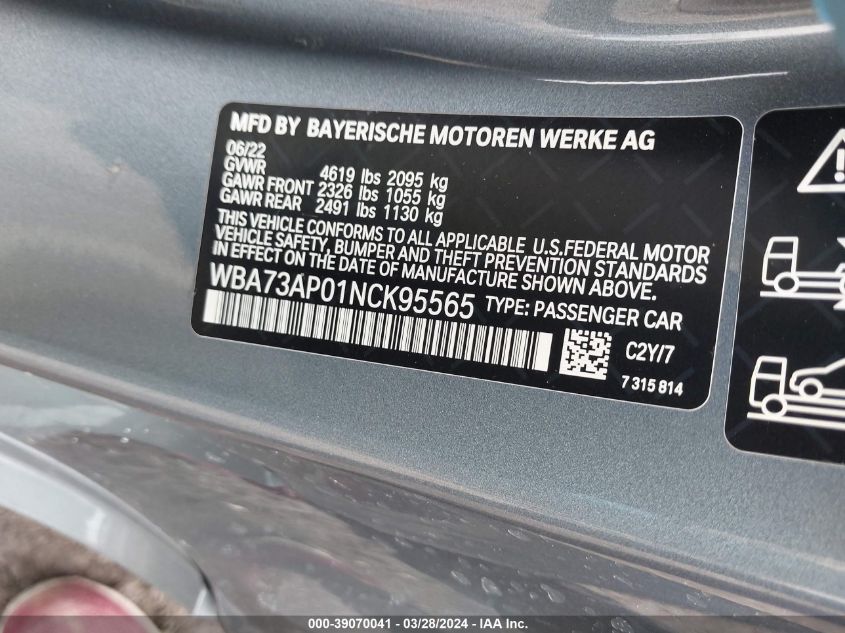 MFD BY BAYERISCHE MOTOREN WERKE AG
06/22
GVWR 4619 lbs 2095 kg
GAWR FRONT 2326 lbs 1055 kg
GAWR REAR 2491 lbs 1130 kg
THIS VEHICLE CONFORMS TO ALL APPLICABLE U.S.FEDERAL MOTOR
VEHICLE SAFETY, BUMPER AND THEFT PREVENTION STANDARDS
IN EFFECT ON THE DATE OF MANUFACTURE SHOWN ABOVE.
WBA73AP01NCK95565 TYPE: PASSENGER CAR
C2Y/7
7 315 814
000-39070041 - 03/28/2024 - IAA Inc.